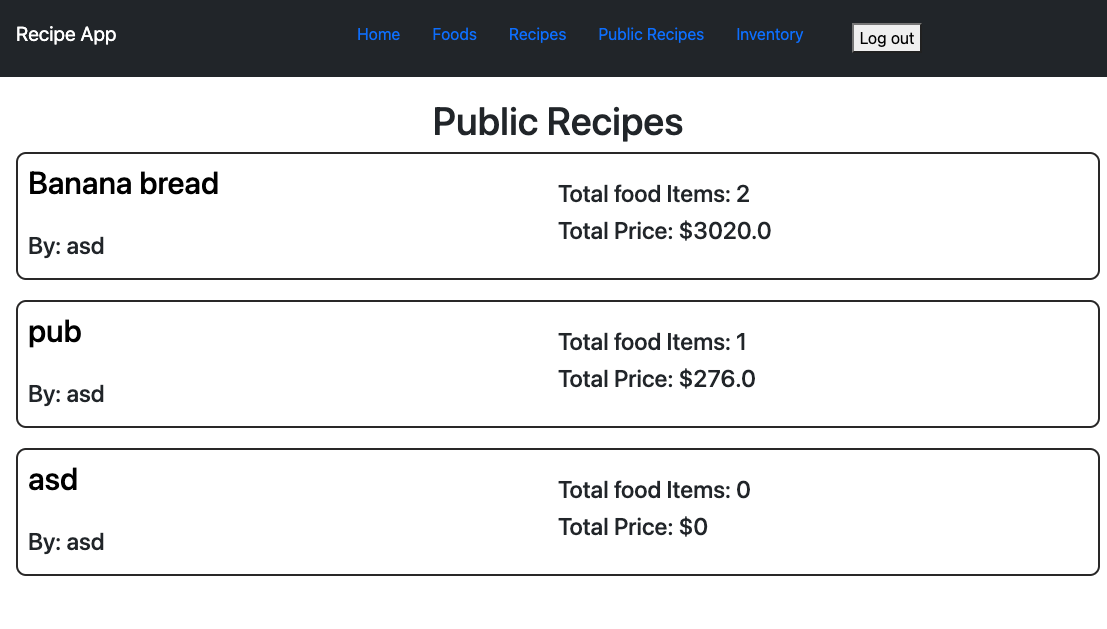 Recipe App
Home Foods Recipes Public Recipes Inventory Log out
Public Recipes
Banana bread
By: asd
Total food Items: 2
Total Price: $3020.0
pub
By: asd
Total food Items: 1
Total Price: $276.0
asd
By: asd
Total food Items: 0
Total Price: $0